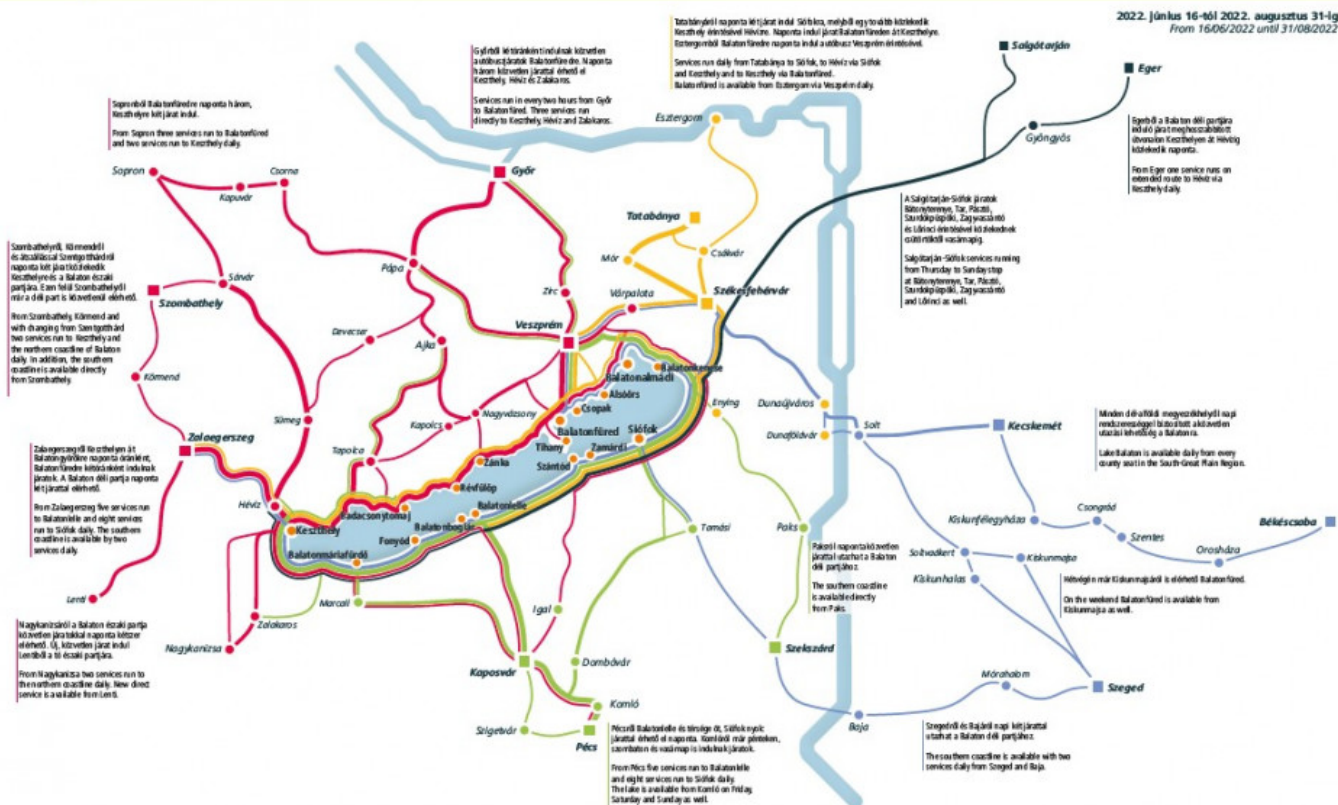 2022. június 16-tól 2022. augusztus 31-ig
From 16/06/2022 until 31/08/2022
Tatabányáról naponta két járat indul Siófokra, melyből egy tovább közlekedik
Keszthely érintésével Hévízre. Naponta indul járat Balatonfüreden át Keszthelyre.
Esztergomból Balatonfüredre naponta indul autóbusz Veszprém érintésével.
Services run daily from Tatabánya to Siófok, to Hévíz via Siófok
and Keszthely and to Keszthely via Balatonfüred.
Balatonfüred is available from Esztergom via Veszprém daily.
Győrből kétóránként indulnak közvetlen
autóbuszjáratok Balatonfüredre. Naponta
három közvetlen járattal érhető el
Keszthely, Hévíz és Zalakaros.
Services run in every two hours from Győr
to Balatonfüred. Three services run
directly to Keszthely, Hévíz and Zalakaros.
Sopronból Balatonfüredre naponta három,
Keszthelyre két járat indul.
From Sopron three services run to Balatonfüred
and two services run to Keszthely daily.
Salgótarján
Eger
Gyöngyös
Egerből a Balaton déli partjára
induló járat meghosszabbított
útvonalon Keszthelyen át Hévízig
közlekedik naponta.
From Eger one service runs on
extended route to Hévíz via
Keszthely daily.
A Salgótarján-Siófok járatok
Bátonyterenye, Tar, Pásztó,
Szurdokpüspöki, Zagyvaszántó
és Lőrinci érintésével közlekednek
csütörtöktől vasárnapig.
Salgótarján-Siófok services running
from Thursday to Sunday stop
at Bátonyterenye, Tar, Pásztó,
Szurdokpüspöki, Zagyvaszántó
and Lőrinci as well.
Esztergom
Sopron
Kapuvár
Csorna
Győr
Tatabánya
Csákvár
Mór
Székesfehérvár
Pápa
Zirc
Várpalota
Veszprém
Szombathelyről, Körmendről
és átszállással Szentgotthárdról
naponta két járat közlekedik
Keszthelyre és a Balaton északi
partjára. Ezen felül Szombathelyről
már a déli part is közvetlenül elérhető.
From Szombathely, Körmend and
with changing from Szentgotthárd
two services run to Keszthely and
the northern coastline of Balaton
daily. In addition, the southern
coastline is available directly
from Szombathely.
Sárvár
Szombathely
Devecser
Ajka
Körmend
Sümeg
Kapolcs
Nagyvázsony
Tapolca
Zalaegerszeg
Hévíz
Balatonalmádi
Balatonkenese
Alsóörs
Csopak
Balatonfüred
Tihany
Siófok
Zamárdi
Szántód
Zánka
Révfülöp
Badacsonytomaj
Balatonlelle
Balatonboglár
Fonyód
Keszthely
Balatonmáriafürdő
Enying
Dunaújváros
Dunaföldvár
Solt
Kecskemét
Minden dél-alföldi megyeszékhelyről napi
rendszerességgel biztosított a közvetlen
utazási lehetőség a Balatonra.
Lake Balaton is available daily from every
county seat in the South-Great Plain Region.
Zalaegerszegről Keszthelyen át
Balatongyörökre naponta óránként,
Balatonfüredre kétóránként indulnak
járatok. A Balaton déli partja naponta
két járattal elérhető.
From Zalaegerszeg five services run
to Balatonlelle and eight services
run to Siófok daily. The southern
coastline is available by two
services daily.
Lenti
Nagykanizsa
Zalakaros
Marcali
Igal
Tamási
Paks
Kiskunfélegyháza
Csongrád
Szentes
Orosháza
Békéscsaba
Soltvadkert
Kiskunmajsa
Kiskunhalas
Paksról naponta közvetlen
járattal utazhat a Balaton
déli partjához.
The southern coastline
is available directly
from Paks.
Hétvégén már Kiskunmajsáról is elérhető Balatonfüred.
On the weekend Balatonfüred is available from
Kiskunmajsa as well.
Nagykanizsáról a Balaton északi partja
közvetlen járatokkal naponta kétszer
elérhető. Új, közvetlen járat indul
Lentiből a tó északi partjára.
From Nagykanizsa two services run to
the northern coastline daily. New direct
service is available from Lenti.
Kaposvár
Dombóvár
Szekszárd
Komló
Szigetvár
Pécs
Mórahalom
Szeged
Baja
Pécsről Balatonlelle és térsége öt, Siófok nyolc
járattal érhető el naponta. Komlóról már pénteken,
szombaton és vasárnap is indulnak járatok.
From Pécs five services run to Balatonlelle
and eight services run to Siófok daily.
The lake is available from Komló on Friday,
Saturday and Sunday as well.
Szegedről és Bajáról napi két járattal
utazhat a Balaton déli partjához.
The southern coastline is available with two
services daily from Szeged and Baja.